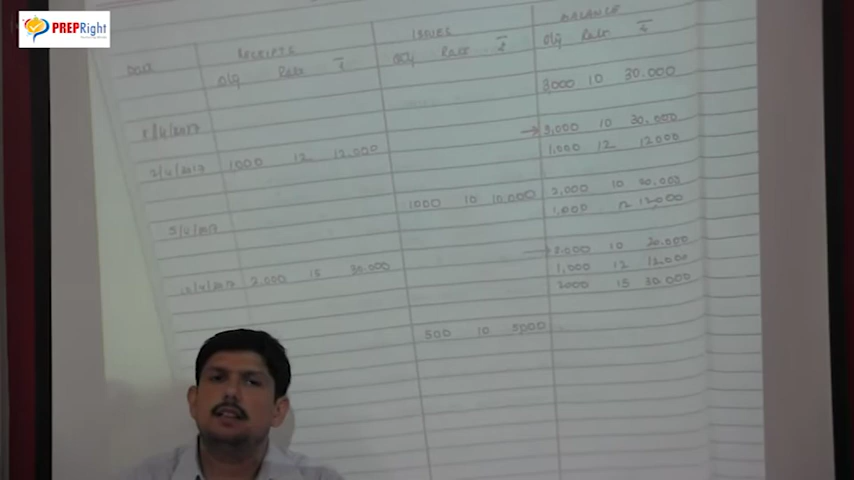 PREPRight
DATE RECEIPTS ISSUES BALANCE
Qty Rate ₹ Qty Rate ₹ Qty Rate ₹
3,000 10 30.000
1/4/2017 3,000 10 30.000
2/4/2017 1000 12 12.000 1,000 12 12000
1000 10 10.000 2,000 10 20,000
5/4/2017 1,000 12 12,000
2,000 10 20.000
10/4/2017 2.000 15 30.000 1,000 12 12.000
2000 15 30.000
500 10 5000